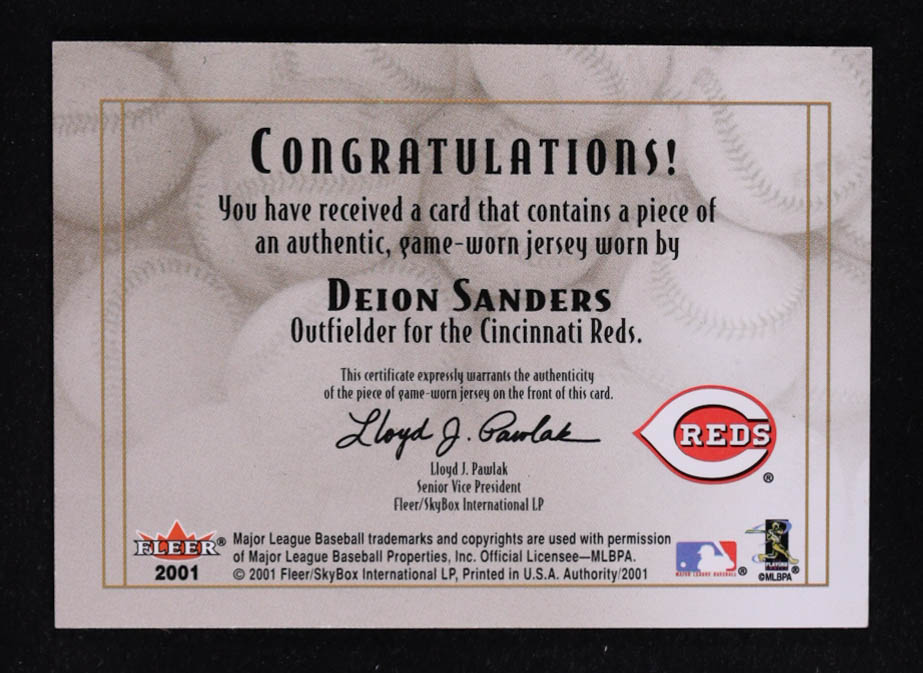 CONGRATULATIONS!
You have received a card that contains a piece of
an authentic, game-worn jersey worn by
DEION SANDERS
Outfielder for the Cincinnati Reds.
This certificate expressly warrants the authenticity
of the piece of game-worn jersey on the front of this card.
Lloyd J. Pawlak
Lloyd J. Pawlak
Senior Vice President
Fleer/SkyBox International LP
REDS
®
FLEER®
2001
Major League Baseball trademarks and copyrights are used with permission
of Major League Baseball Properties, Inc. Official Licensee—MLBPA.
© 2001 Fleer/SkyBox International LP, Printed in U.S.A. Authority/2001
MAJOR LEAGUE BASEBALL ®
PLAYERS ®
©MLBPA